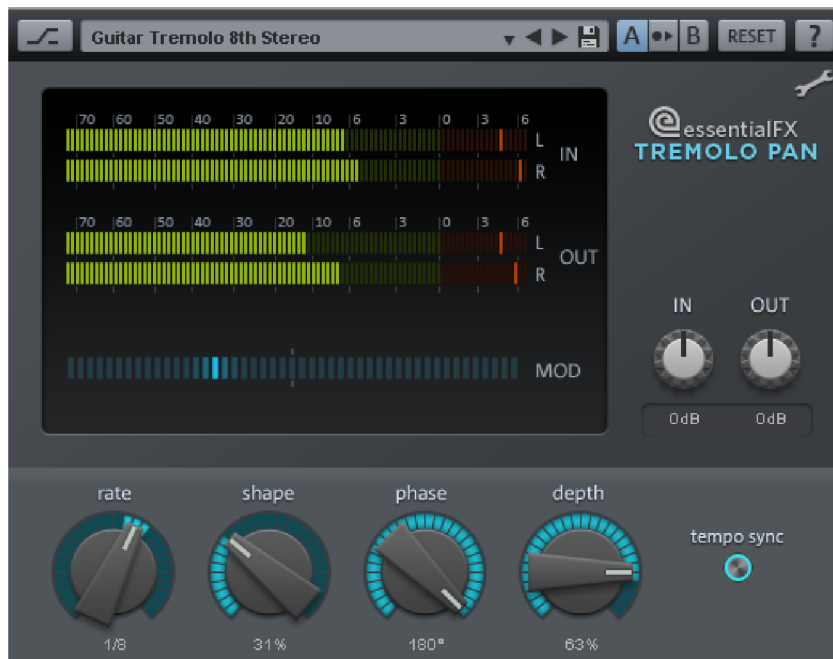 Guitar Tremolo 8th Stereo
A B RESET ?
70 60 50 40 30 20 10 6 3 0 3 6
L
IN
R
essentialFX
TREMOLO PAN
70 60 50 40 30 20 10 6 3 0 3 6
L
OUT
R
IN OUT
0dB 0dB
MOD
rate shape phase depth
tempo sync
1/8 31% 180° 63%